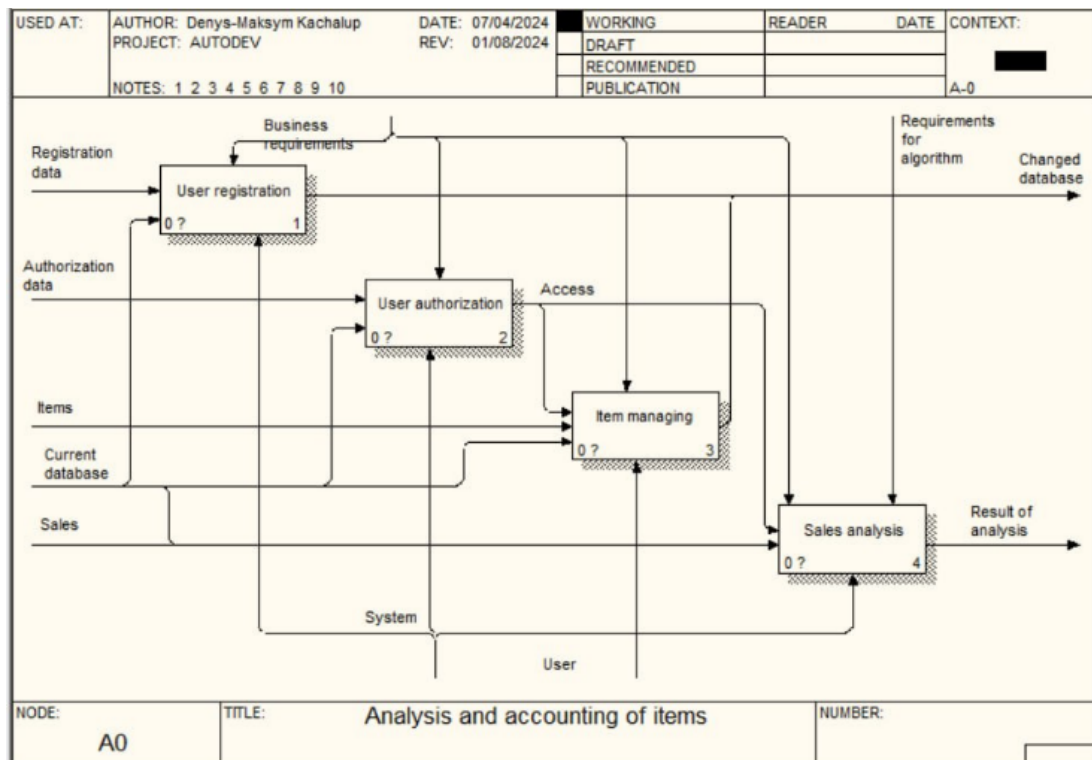 USED AT:
AUTHOR: Denys-Maksym Kachalup
DATE: 07/04/2024
PROJECT: AUTODEV
REV: 01/08/2024
NOTES: 1 2 3 4 5 6 7 8 9 10
WORKING
DRAFT
RECOMMENDED
PUBLICATION
READER
DATE
CONTEXT:
A-0
Business
requirements
Requirements
for
algorithm
Registration
data
Changed
database
User registration
0 ?
1
Authorization
data
Access
User authorization
0 ?
2
Items
Item managing
0 ?
3
Current
database
Sales
Sales analysis
0 ?
4
Result of
analysis
System
User
NODE:
A0
TITLE:
Analysis and accounting of items
NUMBER: